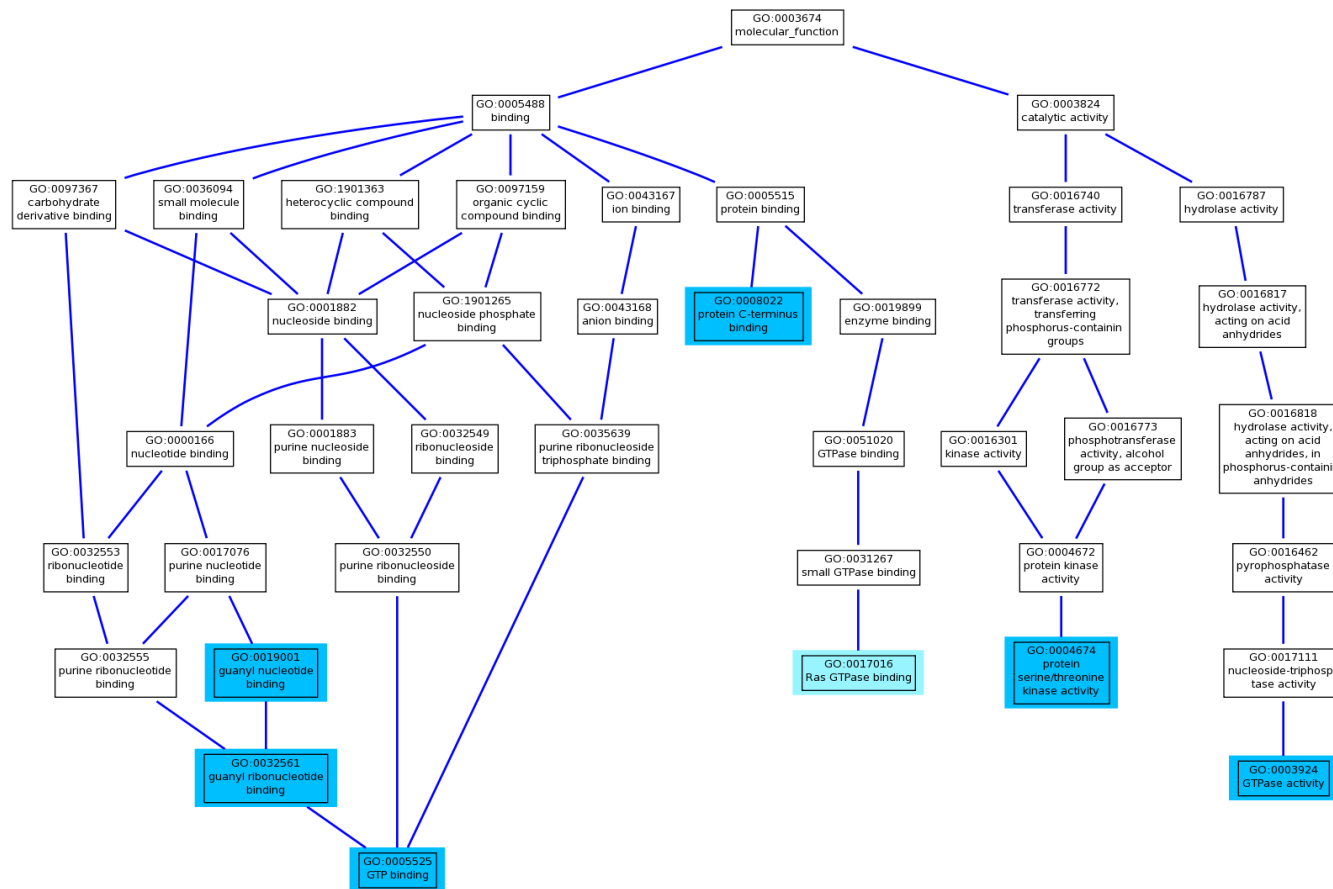 GO:0003674
molecular_function
GO:0005488
binding
GO:0003824
catalytic activity
GO:0097367
carbohydrate
derivative binding
GO:0036094
small molecule
binding
GO:1901363
heterocyclic compound
binding
GO:0097159
organic cyclic
compound binding
GO:0043167
ion binding
GO:0005515
protein binding
GO:0016740
transferase activity
GO:0016787
hydrolase activity
GO:0001882
nucleoside binding
GO:1901265
nucleoside phosphate
binding
GO:0043168
anion binding
GO:0008022
protein C-terminus
binding
GO:0019899
enzyme binding
GO:0016772
transferase activity,
transferring
phosphorus-containin
groups
GO:0016817
hydrolase activity,
acting on acid
anhydrides
GO:0000166
nucleotide binding
GO:0001883
purine nucleoside
binding
GO:0032549
ribonucleoside
binding
GO:0035639
purine ribonucleoside
triphosphate binding
GO:0051020
GTPase binding
GO:0016301
kinase activity
GO:0016773
phosphotransferase
activity, alcohol
group as acceptor
GO:0016818
hydrolase activity,
acting on acid
anhydrides, in
phosphorus-containi
anhydrides
GO:0032553
ribonucleotide
binding
GO:0017076
purine nucleotide
binding
GO:0032550
purine ribonucleoside
binding
GO:0031267
small GTPase binding
GO:0004672
protein kinase
activity
GO:0016462
pyrophosphatase
activity
GO:0032555
purine ribonucleotide
binding
GO:0019001
guanyl nucleotide
binding
GO:0017016
Ras GTPase binding
GO:0004674
protein
serine/threonine
kinase activity
GO:0017111
nucleoside-triphosp
tase activity
GO:0032561
guanyl ribonucleotide
binding
GO:0003924
GTPase activity
GO:0005525
GTP binding